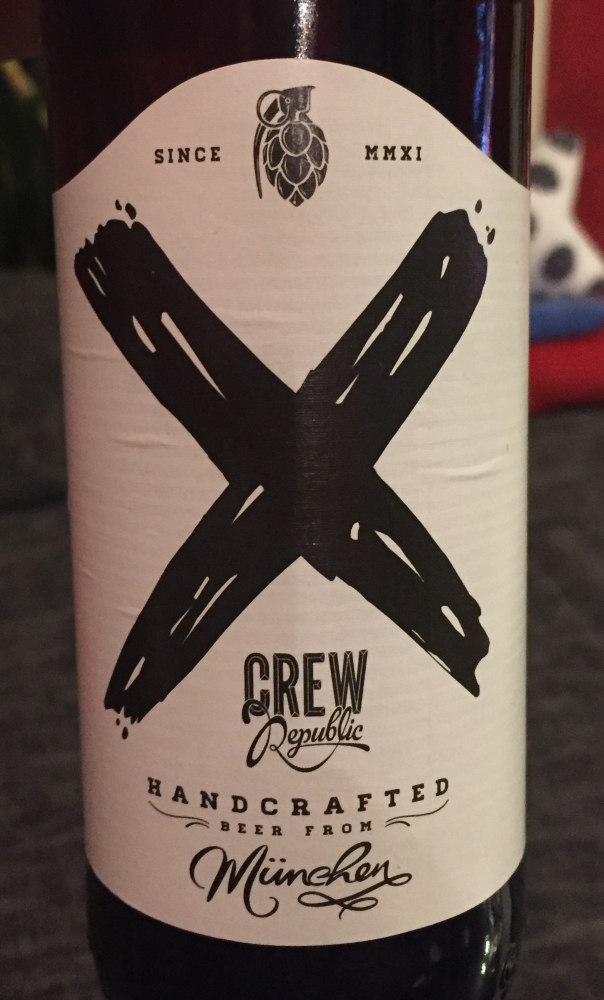 SINCE MMXI
X
CREW
Republic
HANDCRAFTED
BEER FROM
München